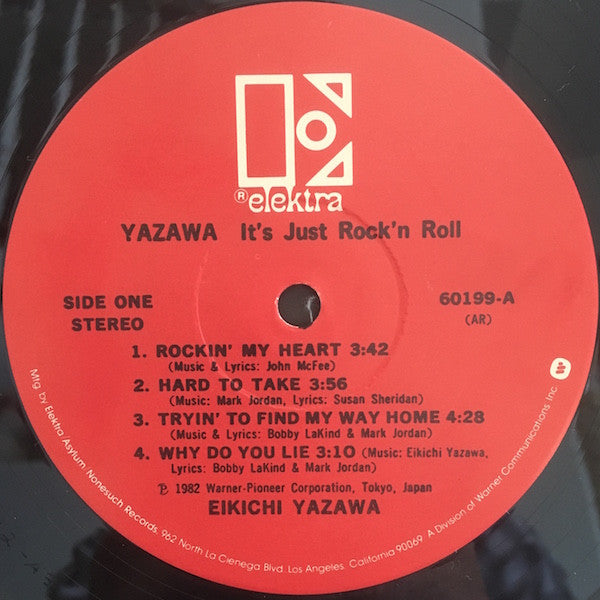 ® elektra
YAZAWA It's Just Rock'n Roll
SIDE ONE
STEREO
60199-A
(AR)
1. ROCKIN' MY HEART 3:42
(Music & Lyrics: John McFee)
2. HARD TO TAKE 3:56
(Music: Mark Jordan, Lyrics: Susan Sheridan)
3. TRYIN' TO FIND MY WAY HOME 4:28
(Music & Lyrics: Bobby LaKind & Mark Jordan)
4. WHY DO YOU LIE 3:10 (Music: Eikichi Yazawa,
Lyrics: Bobby LaKind & Mark Jordan)
℗ 1982 Warner-Pioneer Corporation, Tokyo, Japan
EIKICHI YAZAWA
Mfg. by Elektra Asylum Nonesuch Records, 962 North La Cienega Blvd. Los Angeles, California 90069 A Division of Warner Communications Inc.